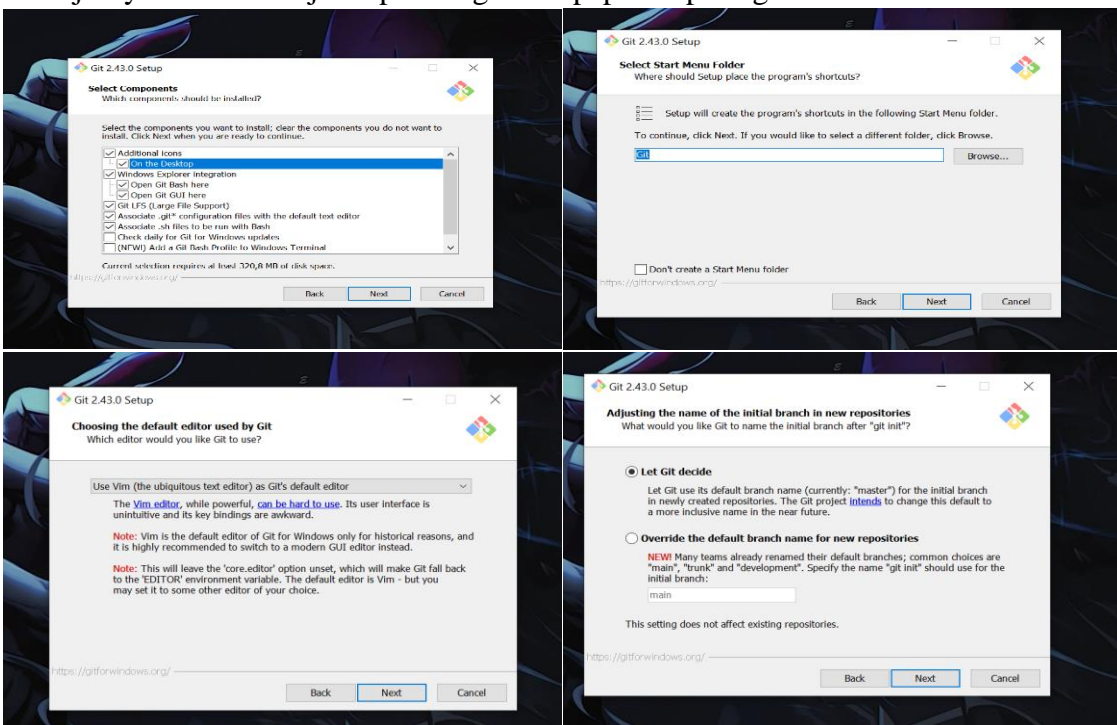 Git 2.43.0 Setup
Select Components
Which components should be installed?
Select the components you want to install; clear the components you do not want to
install. Click Next when you are ready to continue.
Additional icons
On the Desktop
Windows Explorer integration
Open Git Bash here
Open Git GUI here
Git LFS (Large File Support)
Associate .git* configuration files with the default text editor
Associate .sh files to be run with Bash
Check daily for Git for Windows updates
(NEW!) Add a Git Bash Profile to Windows Terminal
Current selection requires at least 320,8 MB of disk space.
https://gitforwindows.org/
Back Next Cancel
Git 2.43.0 Setup
Select Start Menu Folder
Where should Setup place the program's shortcuts?
Setup will create the program's shortcuts in the following Start Menu folder.
To continue, click Next. If you would like to select a different folder, click Browse.
Git
Browse...
Don't create a Start Menu folder
https://gitforwindows.org/
Back Next Cancel
Git 2.43.0 Setup
Choosing the default editor used by Git
Which editor would you like Git to use?
Use Vim (the ubiquitous text editor) as Git's default editor
The Vim editor, while powerful, can be hard to use. Its user interface is
unintuitive and its key bindings are awkward.
Note: Vim is the default editor of Git for Windows only for historical reasons, and
it is highly recommended to switch to a modern GUI editor instead.
Note: This will leave the 'core.editor' option unset, which will make Git fall back
to the 'EDITOR' environment variable. The default editor is Vim - but you
may set it to some other editor of your choice.
https://gitforwindows.org/
Back Next Cancel
Git 2.43.0 Setup
Adjusting the name of the initial branch in new repositories
What would you like Git to name the initial branch after "git init"?
Let Git decide
Let Git use its default branch name (currently: "master") for the initial branch
in newly created repositories. The Git project intends to change this default to
a more inclusive name in the near future.
Override the default branch name for new repositories
NEW! Many teams already renamed their default branches; common choices are
"main", "trunk" and "development". Specify the name "git init" should use for the
initial branch:
main
This setting does not affect existing repositories.
https://gitforwindows.org/
Back Next Cancel